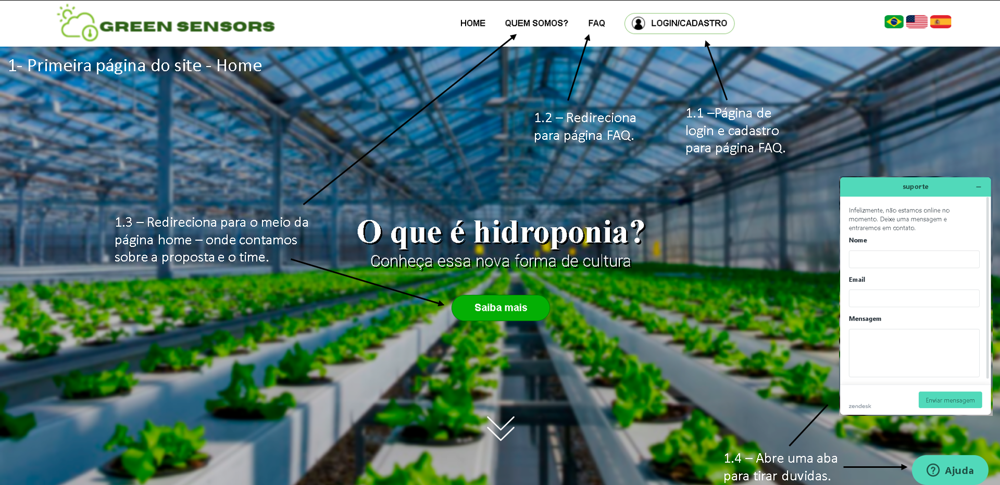 GREEN SENSORS
HOME QUEM SOMOS? FAQ LOGIN/CADASTRO
1- Primeira página do site - Home
1.2 – Redireciona
para página FAQ.
1.1 –Página de
login e cadastro
para página FAQ.
1.3 – Redireciona para o meio da
página home – onde contamos
sobre a proposta e o time.
O que é hidroponia?
Conheça essa nova forma de cultura
Saiba mais
suporte
Infelizmente, não estamos online no
momento. Deixe uma mensagem e
entraremos em contato.
Nome
Email
Mensagem
zendesk
Enviar mensagem
1.4 – Abre uma aba
para tirar duvidas.
Ajuda